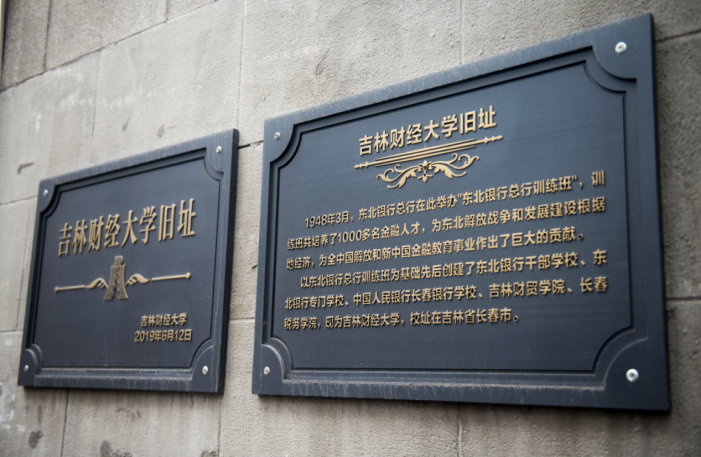 吉林财经大学旧址
吉林财经大学
2019年6月12日
吉林财经大学旧址
1948年3月，东北银行总行在此举办"东北银行总行训练班"，训
练班共培养了1000多名金融人才，为东北解放战争和发展建设根据
地经济，为全中国解放和新中国金融教育事业作出了巨大的贡献。
以东北银行总行训练班为基础先后创建了东北银行干部学校、东
北银行专门学校、中国人民银行长春银行学校、吉林财贸学院、长春
税务学院，现为吉林财经大学，校址在吉林省长春市。